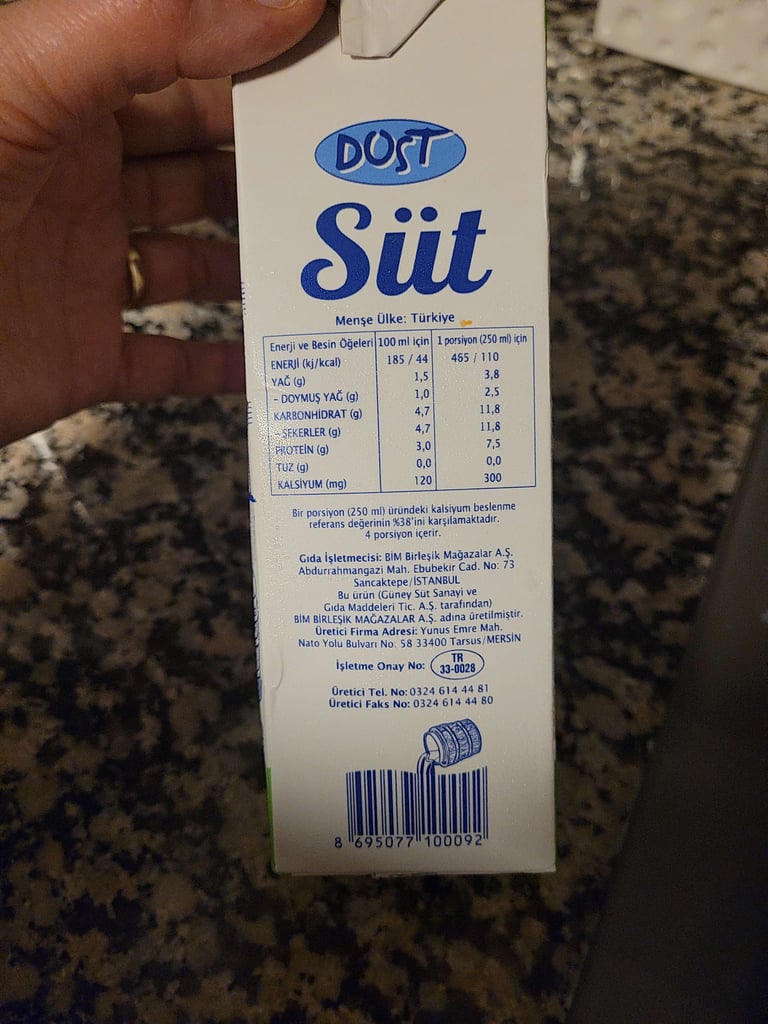 DOST
Süt
Menşe Ülke: Türkiye
Enerji ve Besin Öğeleri 100 ml için 1 porsiyon (250 ml) için
ENERJİ (kj/kcal) 185 / 44 465 / 110
YAĞ (g) 1,5 3,8
- DOYMUŞ YAĞ (g) 1,0 2,5
KARBONHİDRAT (g) 4,7 11,8
- ŞEKERLER (g) 4,7 11,8
PROTEİN (g) 3,0 7,5
TUZ (g) 0,0 0,0
KALSİYUM (mg) 120 300
Bir porsiyon (250 ml) üründeki kalsiyum beslenme
referans değerinin %38'ini karşılamaktadır.
4 porsiyon içerir.
Gıda İşletmecisi: BİM Birleşik Mağazalar A.Ş.
Abdurrahmangazi Mah. Ebubekir Cad. No: 73
Sancaktepe/İSTANBUL
Bu ürün (Güney Süt Sanayi ve
Gıda Maddeleri Tic. A.Ş. tarafından)
BİM BİRLEŞİK MAĞAZALAR A.Ş. adına üretilmiştir.
Üretici Firma Adresi: Yunus Emre Mah.
Nato Yolu Bulvarı No: 58 33400 Tarsus/MERSİN
İşletme Onay No: TR
33-0028
Üretici Tel. No: 0324 614 44 81
Üretici Faks No: 0324 614 44 80
8 695077 100092